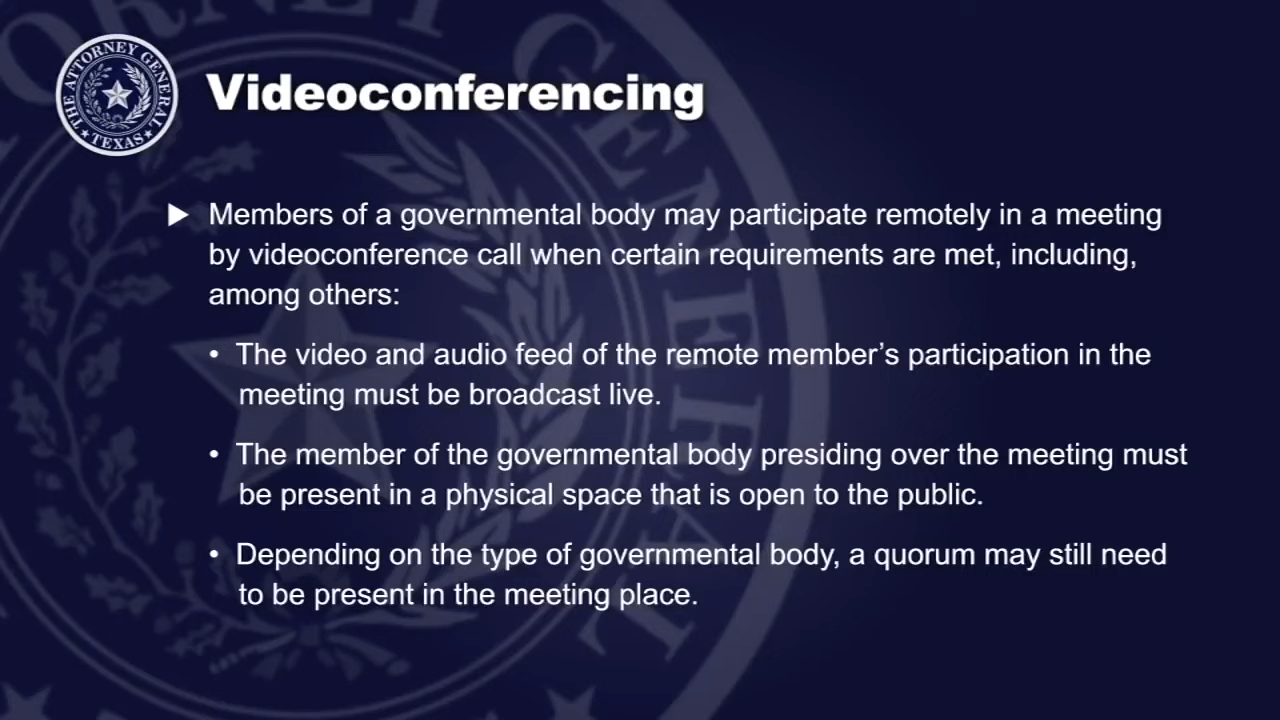 THE ATTORNEY GENERAL
TEXAS
Videoconferencing
Members of a governmental body may participate remotely in a meeting
by videoconference call when certain requirements are met, including,
among others:
• The video and audio feed of the remote member’s participation in the
meeting must be broadcast live.
• The member of the governmental body presiding over the meeting must
be present in a physical space that is open to the public.
• Depending on the type of governmental body, a quorum may still need
to be present in the meeting place.